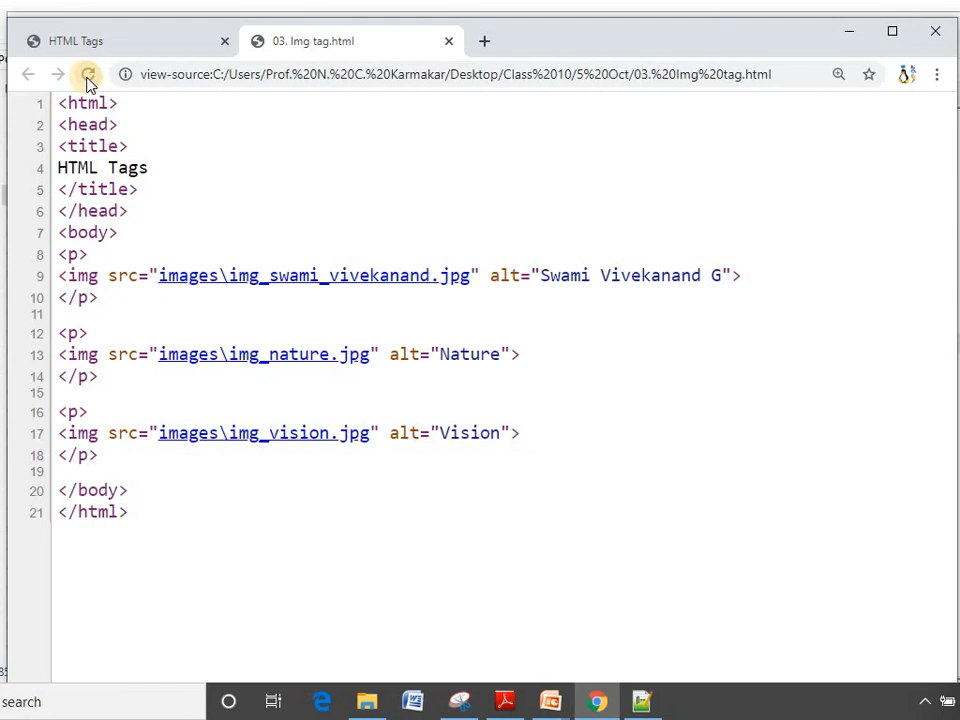 HTML Tags
03. Img tag.html
view-source:C:/Users/Prof.%20N.%20C.%20Karmakar/Desktop/Class%2010/5%20Oct/03.%20Img%20tag.html
1 <html>
2 <head>
3 <title>
4 HTML Tags
5 </title>
6 </head>
7 <body>
8 <p>
9 <img src="images\img_swami_vivekanand.jpg" alt="Swami Vivekanand G">
10 </p>
11
12 <p>
13 <img src="images\img_nature.jpg" alt="Nature">
14 </p>
15
16 <p>
17 <img src="images\img_vision.jpg" alt="Vision">
18 </p>
19
20 </body>
21 </html>
search